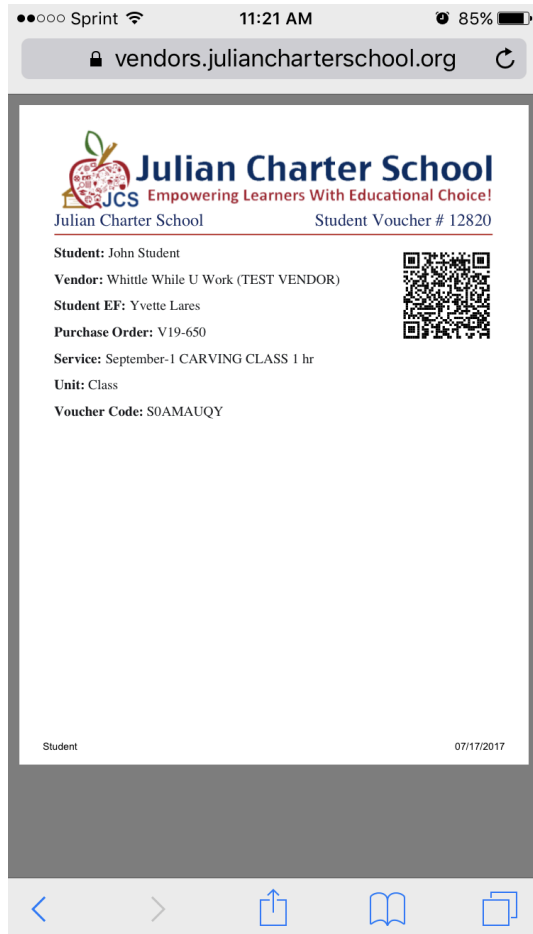 Sprint 11:21 AM 85%
vendors.juliancharterschool.org
Julian Charter School
JCS Empowering Learners With Educational Choice!
Julian Charter School Student Voucher # 12820
Student: John Student
Vendor: Whittle While U Work (TEST VENDOR)
Student EF: Yvette Lares
Purchase Order: V19-650
Service: September-1 CARVING CLASS 1 hr
Unit: Class
Voucher Code: S0AMAUQY
Student 07/17/2017